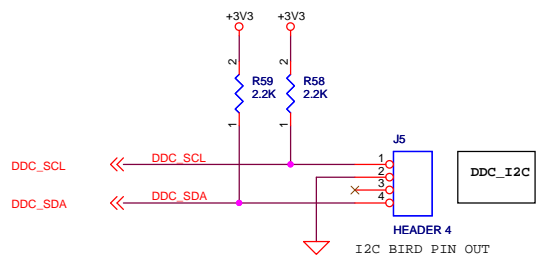 +3V3 +3V3
2 2
R59 R58
2.2K 2.2K
1 1
J5
DDC_SCL DDC_SCL 1
2
3
DDC_SDA DDC_SDA 4
DDC_I2C
HEADER 4
I2C BIRD PIN OUT